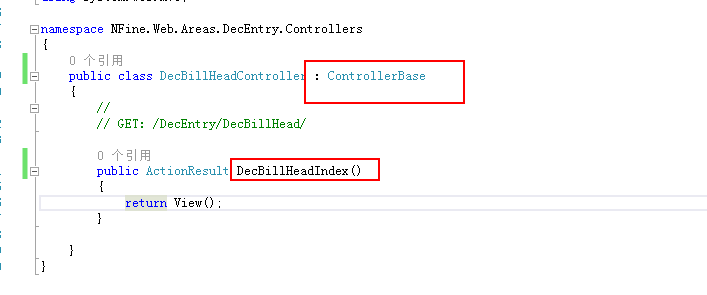 namespace NFine.Web.Areas.DecEntry.Controllers
{
0 个引用
public class DecBillHeadController : ControllerBase
{
//
// GET: /DecEntry/DecBillHead/
0 个引用
public ActionResult DecBillHeadIndex()
{
return View();
}
}
}